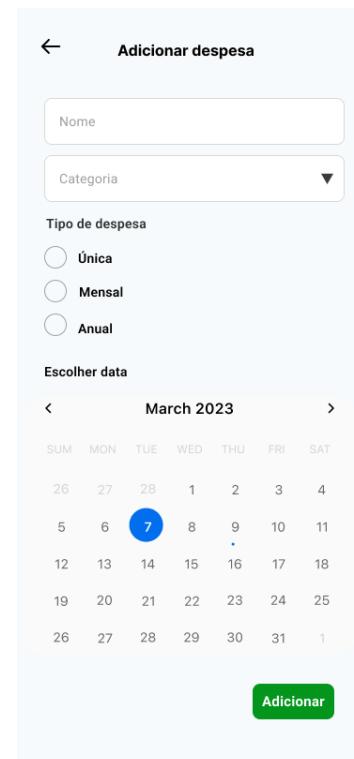 Adicionar despesa
Nome
Categoria
Tipo de despesa
Única
Mensal
Anual
Escolher data
March 2023
SUM MON TUE WED THU FRI SAT
26 27 28 1 2 3 4
5 6 7 8 9 10 11
12 13 14 15 16 17 18
19 20 21 22 23 24 25
26 27 28 29 30 31 1
Adicionar